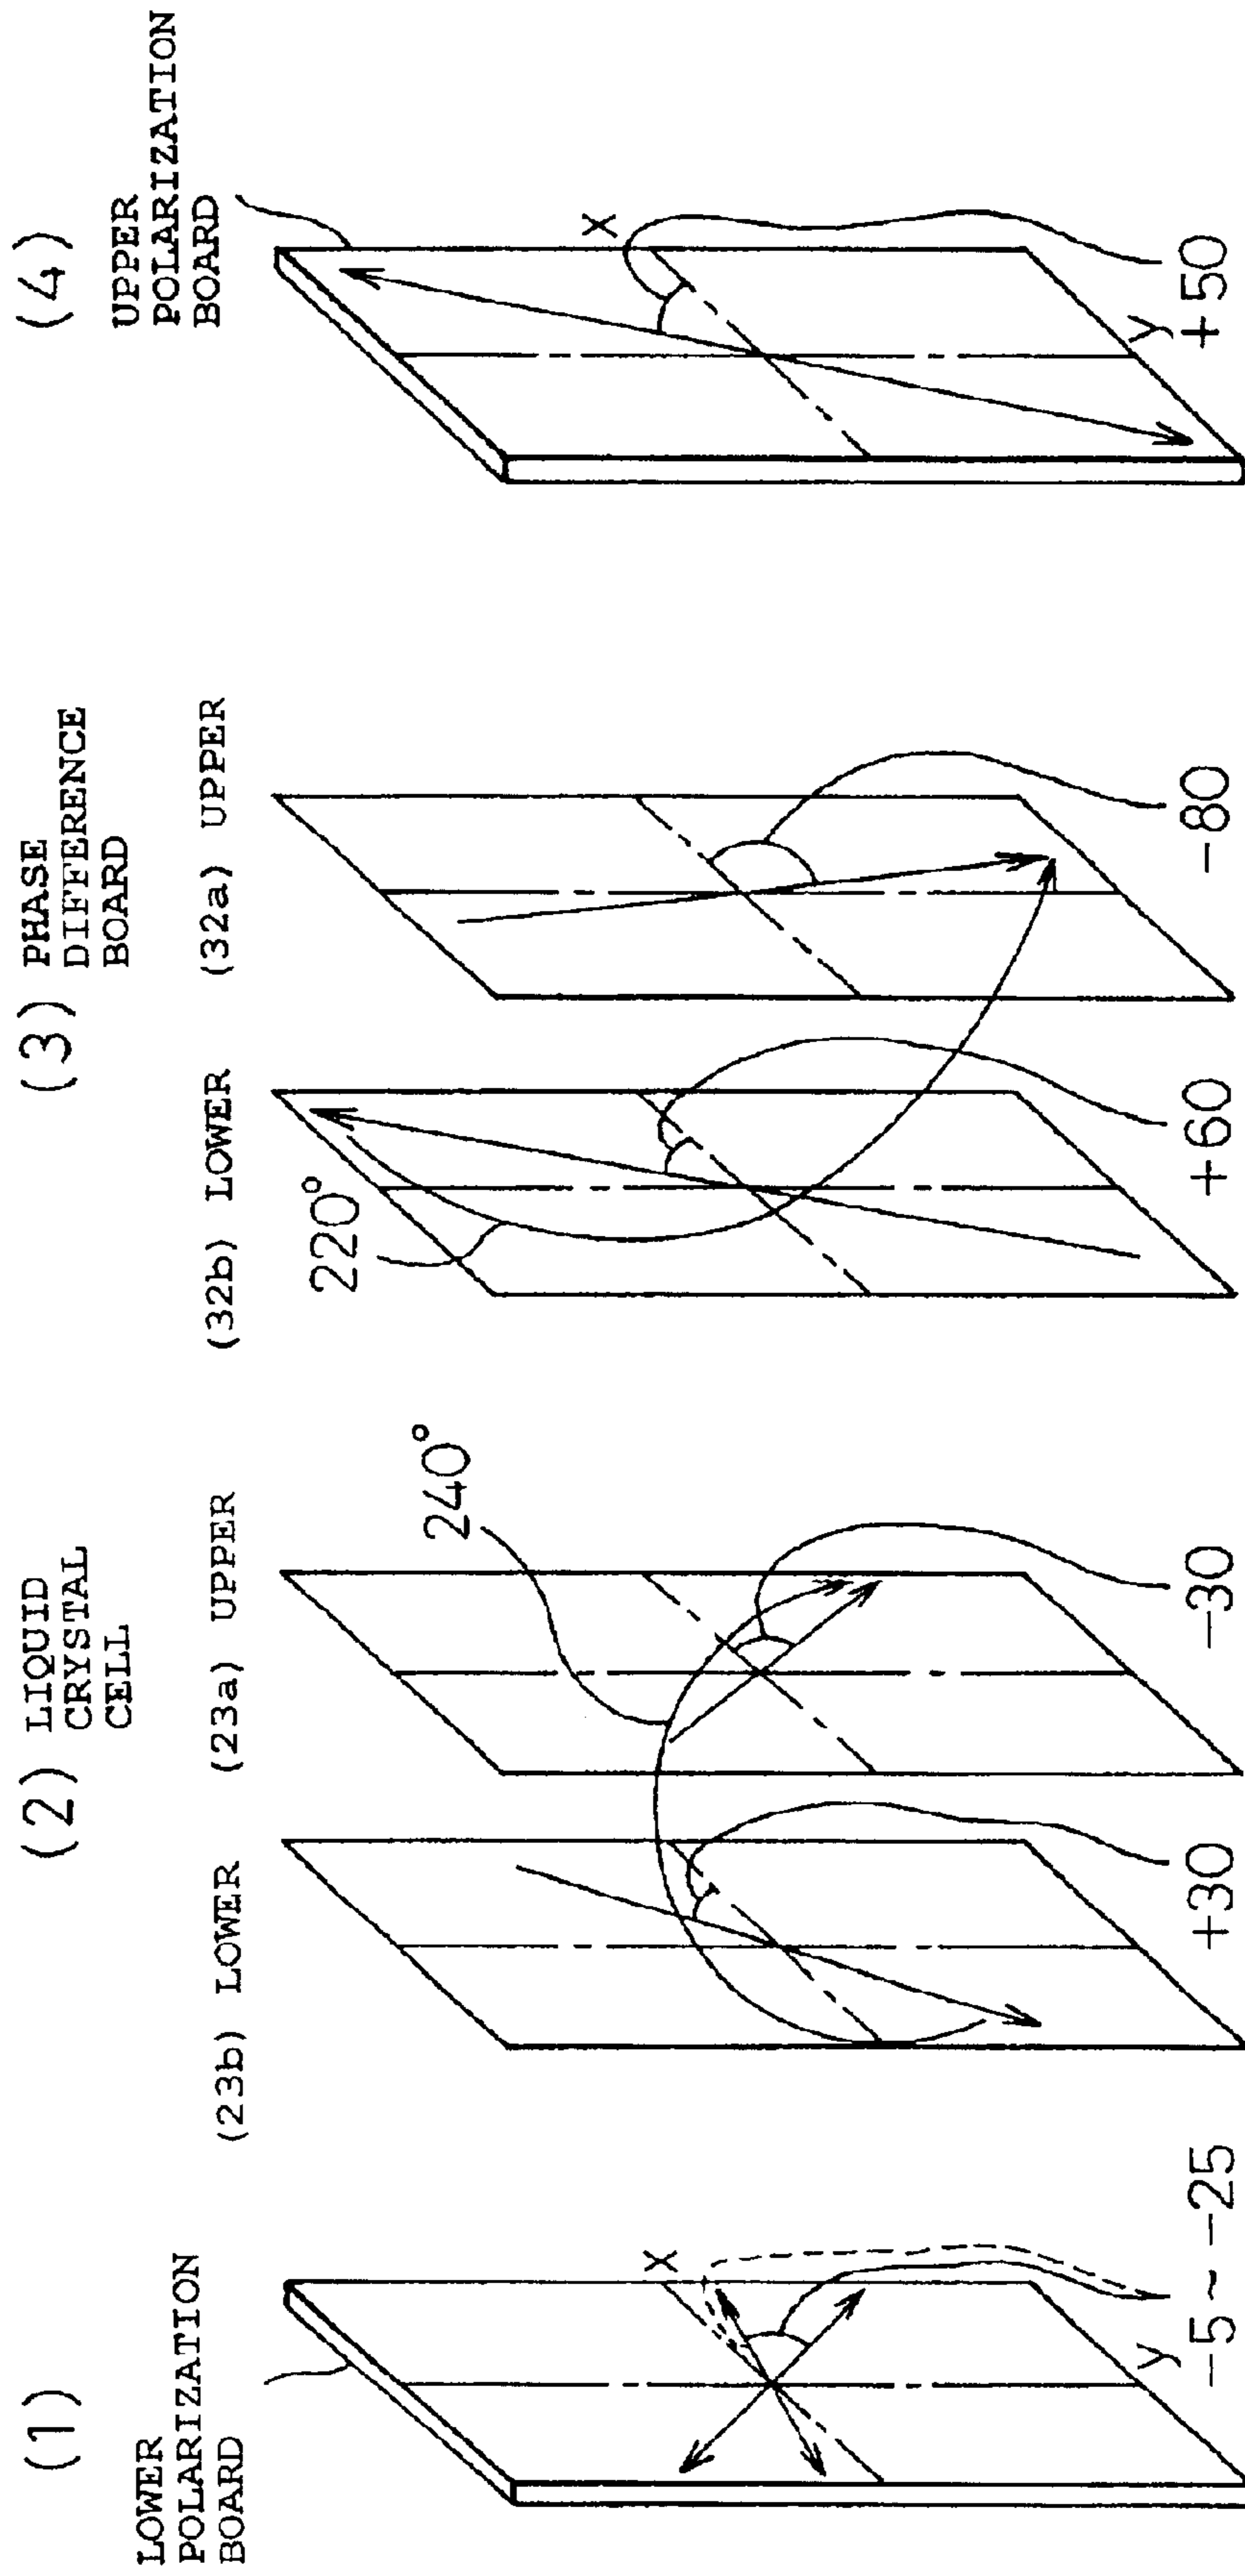 (1)
LOWER
POLARIZATION
BOARD
X
y
-5 ~ -25
(2) LIQUID
CRYSTAL
CELL
(23b) LOWER
(23a) UPPER
240°
+30
-30
(3) PHASE
DIFFERENCE
BOARD
(32b) LOWER
(32a) UPPER
220°
+60
-80
(4)
UPPER
POLARIZATION
BOARD
X
y
+50